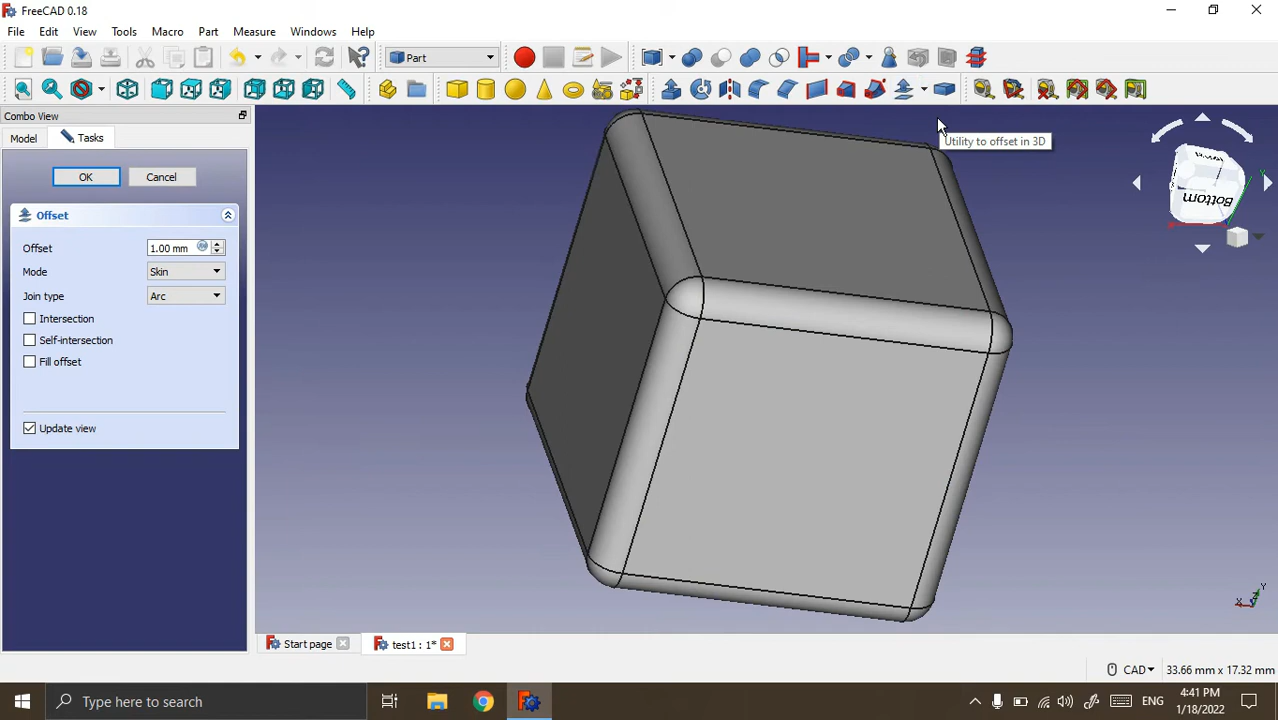 FreeCAD 0.18
File Edit View Tools Macro Part Measure Windows Help
Part
Combo View
Model Tasks
Utility to offset in 3D
OK Cancel
Offset
Offset 1.00 mm
Mode Skin
Join type Arc
Intersection
Self-intersection
Fill offset
Update view
Bottom
Y
X
Start page test1 : 1*
CAD 33.66 mm x 17.32 mm
Type here to search
ENG
4:41 PM
1/18/2022